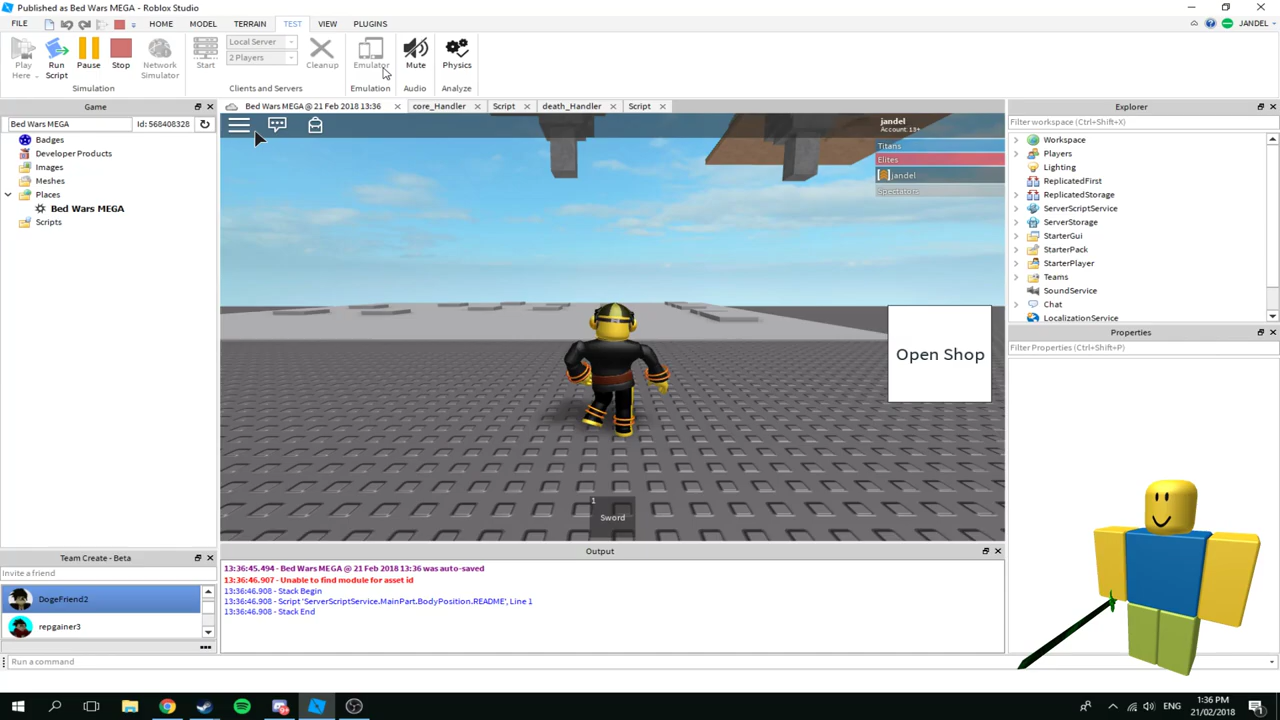 Published as Bed Wars MEGA - Roblox Studio
FILE HOME MODEL TERRAIN TEST VIEW PLUGINS JANDEL
Play Here Run Script Pause Stop Network Simulator Start Local Server 2 Players Cleanup Emulator Mute Physics
Simulation Clients and Servers Emulation Audio Analyze
Game
Bed Wars MEGA Id: 568408328
Badges
Developer Products
Images
Meshes
Places
Bed Wars MEGA
Scripts
Team Create - Beta
Invite a friend
DogeFriend2
repgainer3
Bed Wars MEGA @ 21 Feb 2018 13:36 core_Handler Script death_Handler Script
jandel
Account: 13+
Titans
Elites
jandel
Spectators
Open Shop
1
Sword
Output
13:36:45.494 - Bed Wars MEGA @ 21 Feb 2018 13:36 was auto-saved
13:36:46.907 - Unable to find module for asset id
13:36:46.908 - Stack Begin
13:36:46.908 - Script 'ServerScriptService.MainPart.BodyPosition.README', Line 1
13:36:46.908 - Stack End
Explorer
Filter workspace (Ctrl+Shift+X)
Workspace
Players
Lighting
ReplicatedFirst
ReplicatedStorage
ServerScriptService
ServerStorage
StarterGui
StarterPack
StarterPlayer
Teams
SoundService
Chat
LocalizationService
Properties
Filter Properties (Ctrl+Shift+P)
Run a command
ENG
1:36 PM
21/02/2018
1